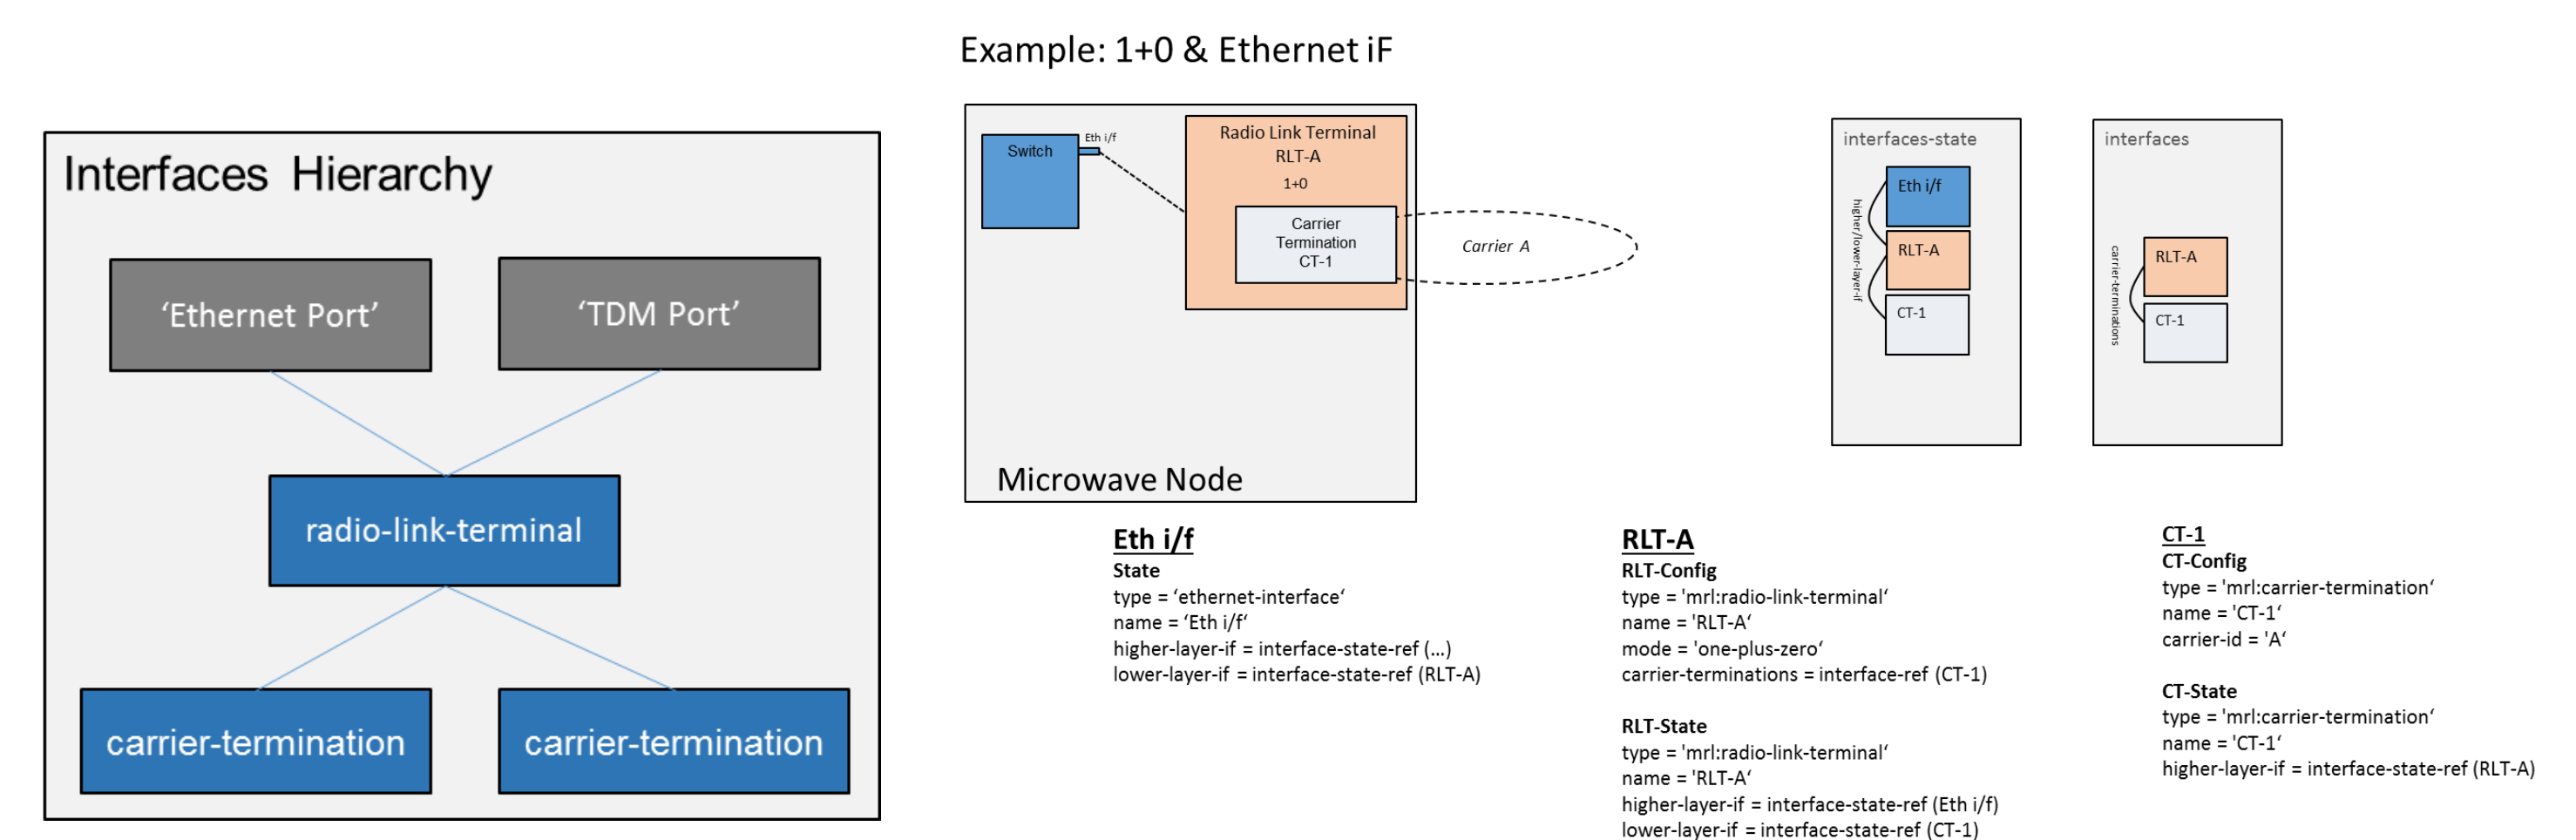 Example: 1+0 & Ethernet iF
Interfaces Hierarchy
‘Ethernet Port’
‘TDM Port’
radio-link-terminal
carrier-termination
carrier-termination
Switch
Eth i/f
Radio Link Terminal
RLT-A
1+0
Carrier
Termination
CT-1
Carrier A
Microwave Node
interfaces-state
Eth i/f
RLT-A
CT-1
higher/lower-layer-if
interfaces
RLT-A
CT-1
carrier-terminations
Eth i/f
State
type = ‘ethernet-interface‘
name = ‘Eth i/f‘
higher-layer-if = interface-state-ref (…)
lower-layer-if = interface-state-ref (RLT-A)
RLT-A
RLT-Config
type = 'mrl:radio-link-terminal‘
name = 'RLT-A‘
mode = 'one-plus-zero‘
carrier-terminations = interface-ref (CT-1)
RLT-State
type = 'mrl:radio-link-terminal‘
name = 'RLT-A‘
higher-layer-if = interface-state-ref (Eth i/f)
lower-layer-if = interface-state-ref (CT-1)
CT-1
CT-Config
type = 'mrl:carrier-termination‘
name = 'CT-1‘
carrier-id = 'A‘
CT-State
type = 'mrl:carrier-termination‘
name = 'CT-1‘
higher-layer-if = interface-state-ref (RLT-A)